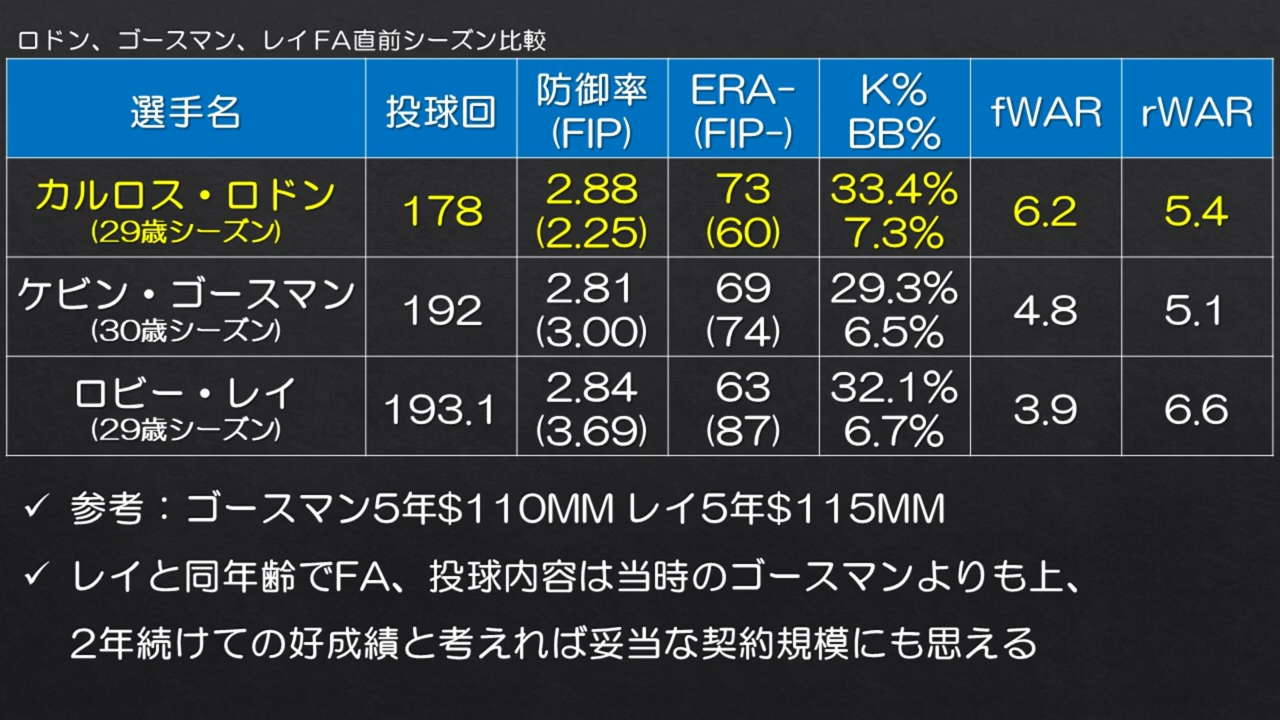 ロドン、ゴースマン、レイFA直前シーズン比較
選手名 投球回 防御率 (FIP) ERA- (FIP-) K% BB% fWAR rWAR
カルロス・ロドン (29歳シーズン) 178 2.88 (2.25) 73 (60) 33.4% 7.3% 6.2 5.4
ケビン・ゴースマン (30歳シーズン) 192 2.81 (3.00) 69 (74) 29.3% 6.5% 4.8 5.1
ロビー・レイ (29歳シーズン) 193.1 2.84 (3.69) 63 (87) 32.1% 6.7% 3.9 6.6
✓ 参考：ゴースマン5年$110MM レイ5年$115MM
✓ レイと同年齢でFA、投球内容は当時のゴースマンよりも上、
2年続けての好成績と考えれば妥当な契約規模にも思える